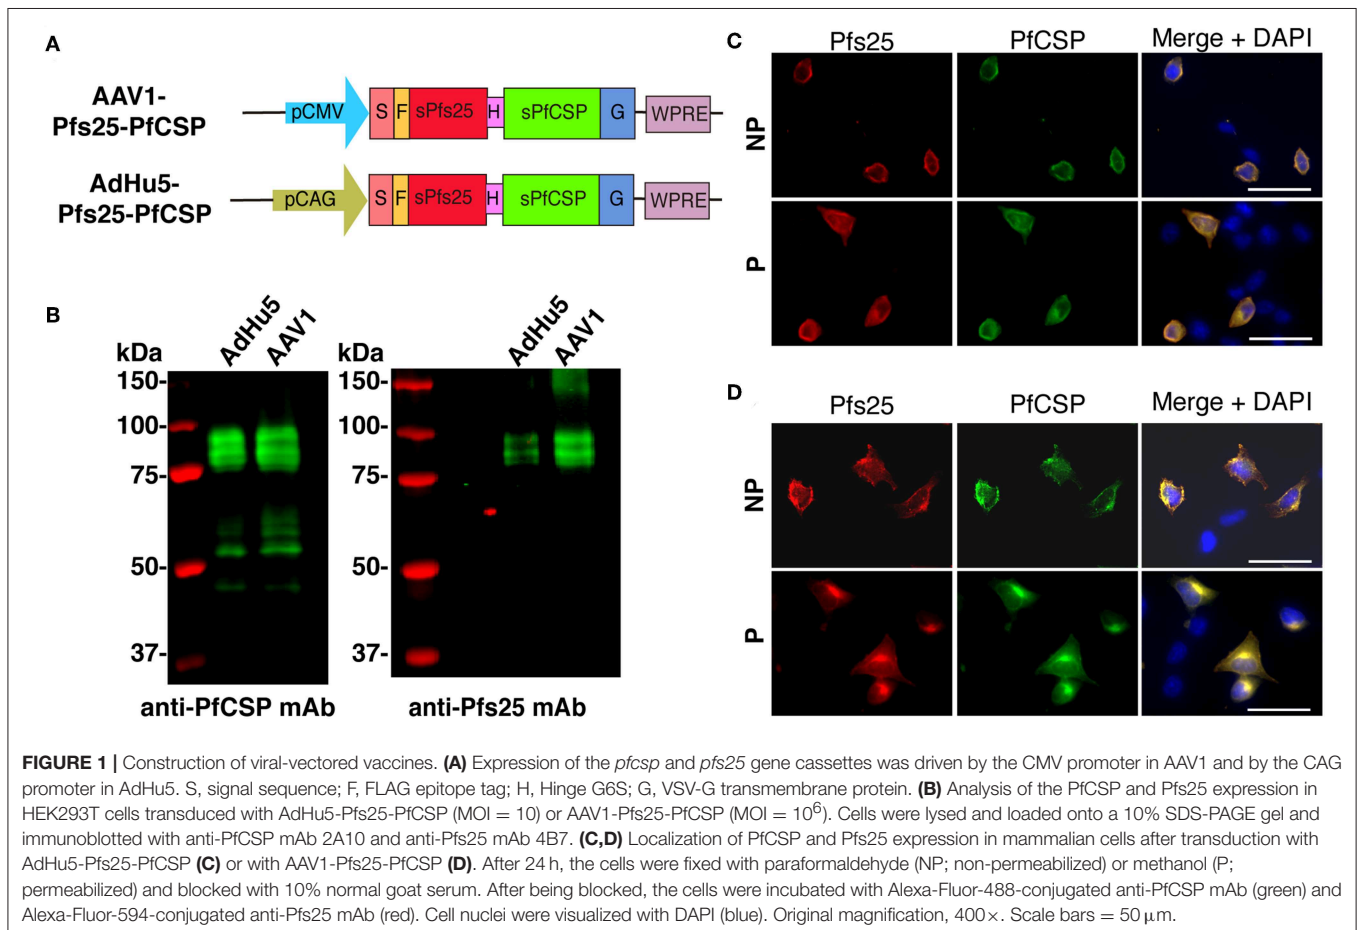 A
AAV1-
Pfs25-PfCSP
pCMV S F sPfs25 H sPfCSP G WPRE
AdHu5-
Pfs25-PfCSP
pCAG S F sPfs25 H sPfCSP G WPRE
B
kDa AdHu5 AAV1
150-
100-
75-
50-
37-
anti-PfCSP mAb
kDa AdHu5 AAV1
150-
100-
75-
50-
37-
anti-Pfs25 mAb
C
Pfs25 PfCSP Merge + DAPI
NP
P
D
Pfs25 PfCSP Merge + DAPI
NP
P
FIGURE 1 | Construction of viral-vectored vaccines. (A) Expression of the pfcsp and pfs25 gene cassettes was driven by the CMV promoter in AAV1 and by the CAG
promoter in AdHu5. S, signal sequence; F, FLAG epitope tag; H, Hinge G6S; G, VSV-G transmembrane protein. (B) Analysis of the PfCSP and Pfs25 expression in
HEK293T cells transduced with AdHu5-Pfs25-PfCSP (MOI = 10) or AAV1-Pfs25-PfCSP (MOI = 10⁶). Cells were lysed and loaded onto a 10% SDS-PAGE gel and
immunoblotted with anti-PfCSP mAb 2A10 and anti-Pfs25 mAb 4B7. (C,D) Localization of PfCSP and Pfs25 expression in mammalian cells after transduction with
AdHu5-Pfs25-PfCSP (C) or with AAV1-Pfs25-PfCSP (D). After 24 h, the cells were fixed with paraformaldehyde (NP; non-permeabilized) or methanol (P;
permeabilized) and blocked with 10% normal goat serum. After being blocked, the cells were incubated with Alexa-Fluor-488-conjugated anti-PfCSP mAb (green) and
Alexa-Fluor-594-conjugated anti-Pfs25 mAb (red). Cell nuclei were visualized with DAPI (blue). Original magnification, 400×. Scale bars = 50 μm.